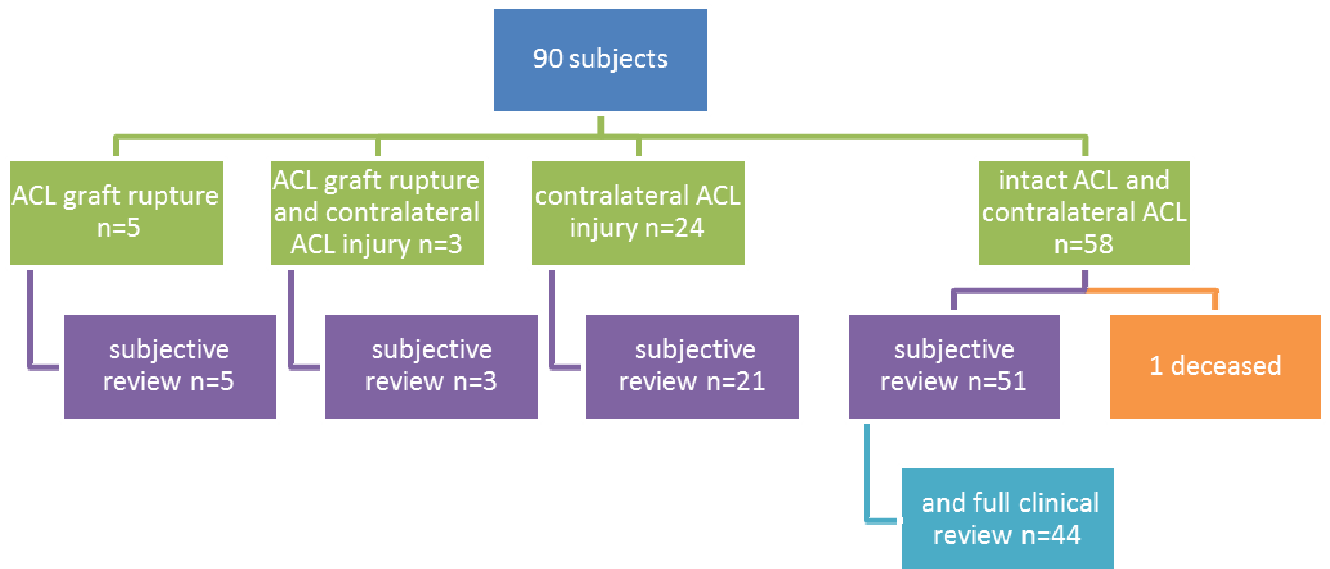 90 subjects
ACL graft rupture
n=5
ACL graft rupture
and contralateral
ACL injury n=3
contralateral ACL
injury n=24
intact ACL and
contralateral ACL
n=58
subjective
review n=5
subjective
review n=3
subjective
review n=21
subjective
review n=51
1 deceased
and full clinical
review n=44